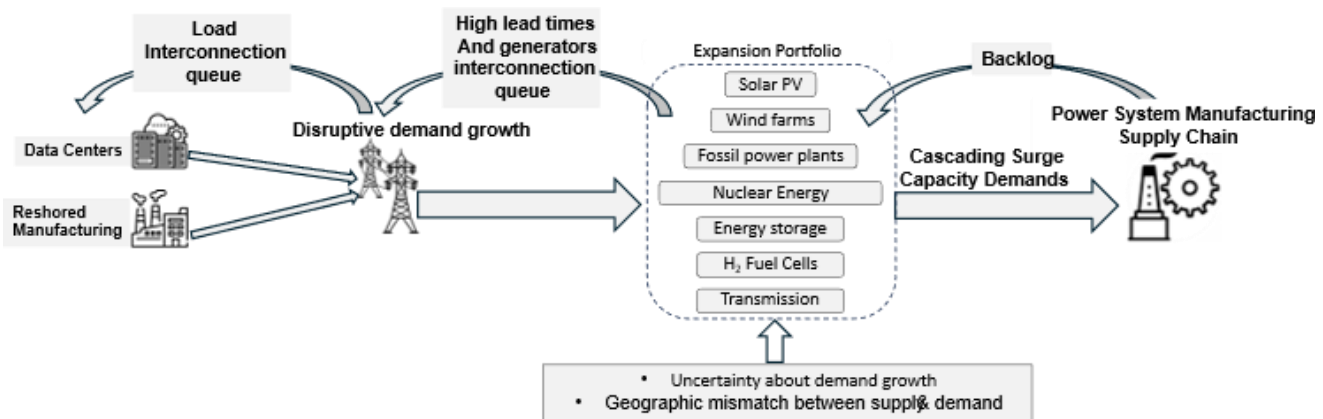 Load
Interconnection
queue
High lead times
And generators
interconnection
queue
Expansion Portfolio
Backlog
Solar PV
Wind farms
Fossil power plants
Nuclear Energy
Energy storage
H₂ Fuel Cells
Transmission
Disruptive demand growth
Data Centers
Reshored
Manufacturing
Power System Manufacturing
Supply Chain
Cascading Surge
Capacity Demands
• Uncertainty about demand growth
• Geographic mismatch between supply& demand